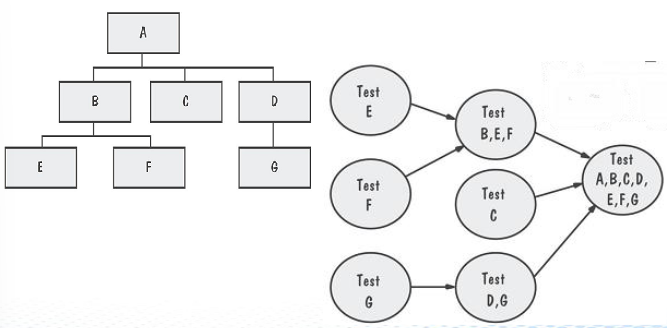 A
B
C
D
E
F
G
Test
E
Test
F
Test
G
Test
B,E,F
Test
C
Test
D,G
Test
A,B,C,D,
E,F,G